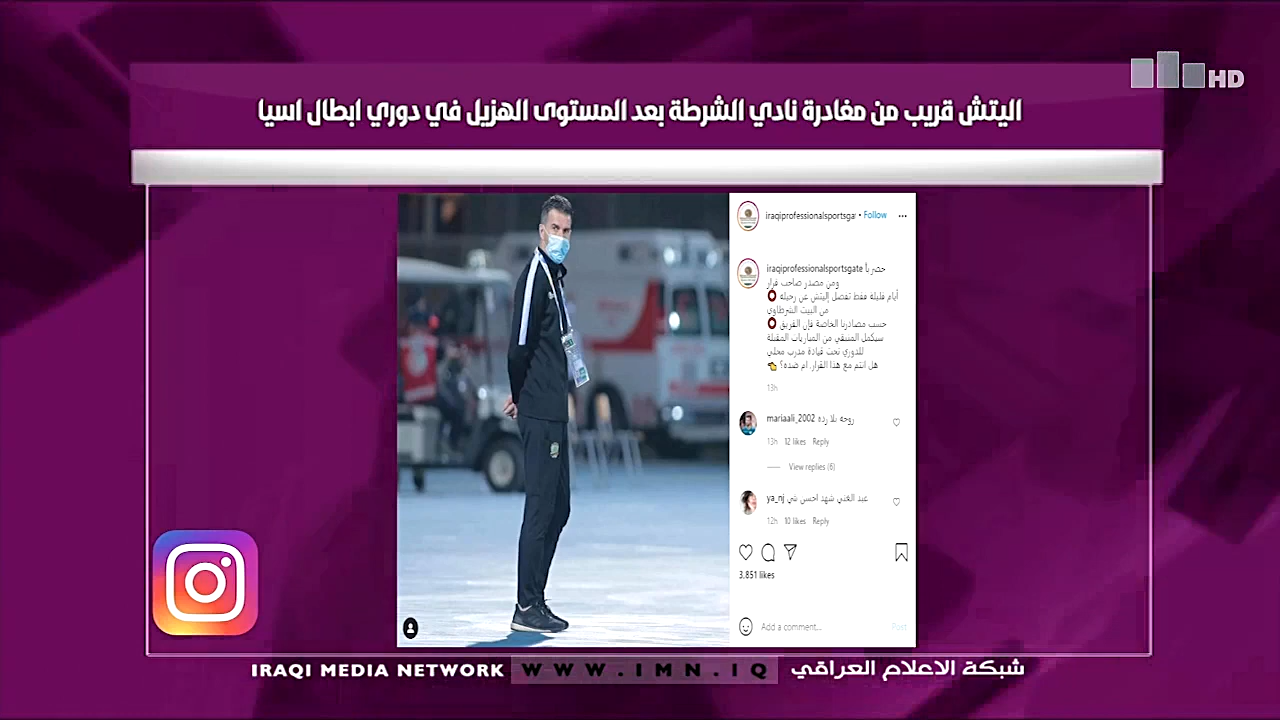 HD
اليتش قريب من مغادرة نادي الشرطة بعد المستوى الهزيل في دوري ابطال اسيا
iraqiprofessionalsportsgat • Follow ...
iraqiprofessionalsportsgate حصريا
ومن مصدر صاحب قرار
أيام قليلة فقط تفصل إليتش عن رحيله ⭕
من البيت الشرطاوي
حسب مصادرنا الخاصة فإن الفريق ⭕
سيكمل المتبقي من المباريات المقبلة
للدوري تحت قيادة مدرب محلي
هل انتم مع هذا القرار. ام ضده؟ 👈
13h
mariaali_2002 روحه بلا رده
13h 12 likes Reply
View replies (6)
ya_nj عبد الغني شهد احسن شي
12h 10 likes Reply
3,851 likes
Add a comment...
Post
IRAQI MEDIA NETWORK WWW.IMN.IQ شبكة الاعلام العراقي